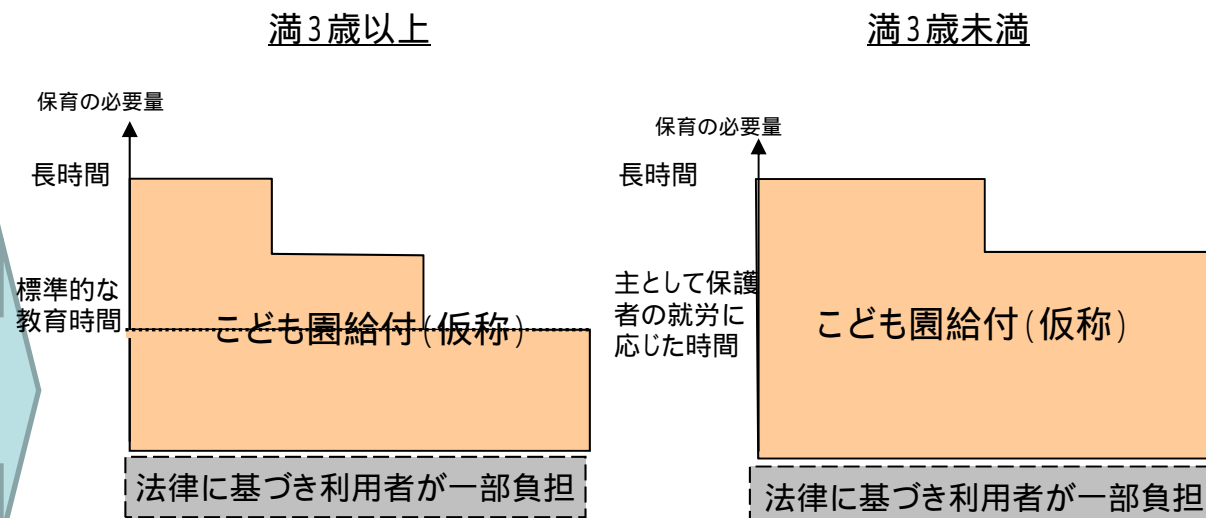 満3歳以上
保育の必要量
長時間
標準的な
教育時間
こども園給付(仮称)
法律に基づき利用者が一部負担
満3歳未満
保育の必要量
長時間
主として保護
者の就労に
応じた時間
こども園給付(仮称)
法律に基づき利用者が一部負担